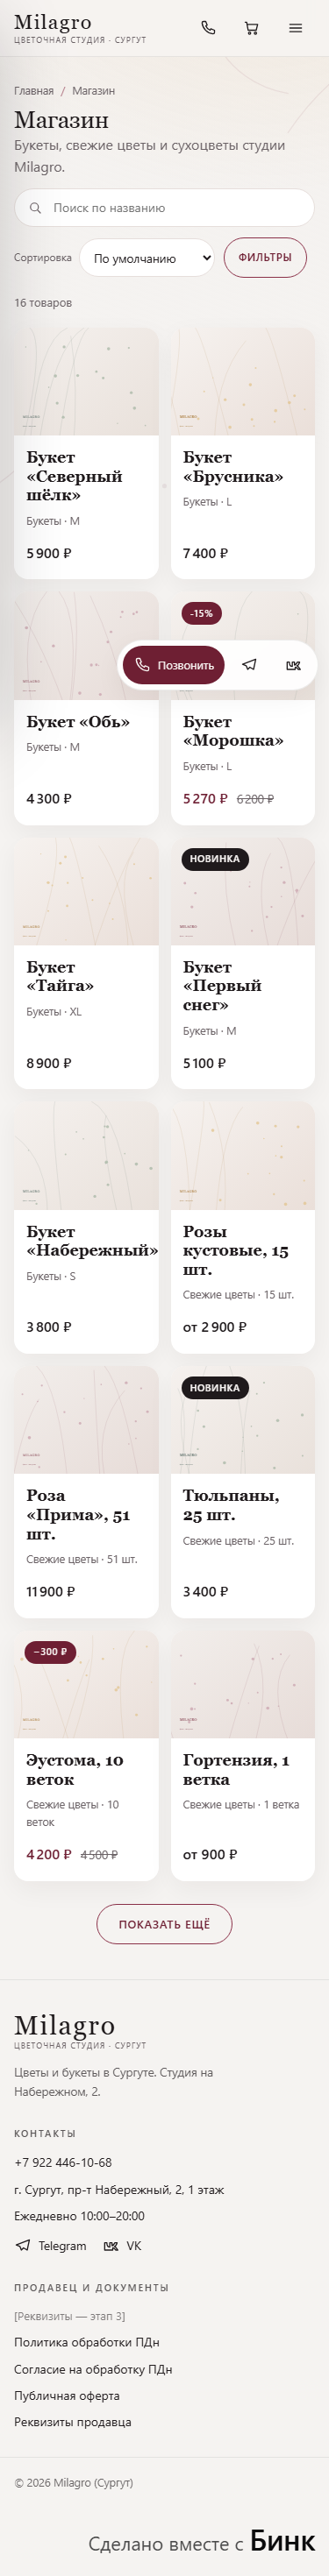 Milagro
ЦВЕТОЧНАЯ СТУДИЯ · СУРГУТ
Главная / Магазин
Магазин
Букеты, свежие цветы и сухоцветы студии
Milagro.
Поиск по названию
Сортировка По умолчанию ФИЛЬТРЫ
16 товаров
Букет
«Северный
шёлк»
Букеты · M
5 900 ₽
Букет
«Брусника»
Букеты · L
7 400 ₽
Букет «Обь»
Букеты · M
4 300 ₽
-15%
Позвонить
Букет
«Морошка»
Букеты · L
5 270 ₽ 6 200 ₽
Букет
«Тайга»
Букеты · XL
8 900 ₽
НОВИНКА
Букет
«Первый
снег»
Букеты · M
5 100 ₽
Букет
«Набережный»
Букеты · S
3 800 ₽
Розы
кустовые, 15
шт.
Свежие цветы · 15 шт.
от 2 900 ₽
Роза
«Прима», 51
шт.
Свежие цветы · 51 шт.
11 900 ₽
НОВИНКА
Тюльпаны,
25 шт.
Свежие цветы · 25 шт.
3 400 ₽
−300 ₽
Эустома, 10
веток
Свежие цветы · 10
веток
4 200 ₽ 4 500 ₽
Гортензия, 1
ветка
Свежие цветы · 1 ветка
от 900 ₽
ПОКАЗАТЬ ЕЩЁ
Milagro
ЦВЕТОЧНАЯ СТУДИЯ · СУРГУТ
Цветы и букеты в Сургуте. Студия на
Набережном, 2.
КОНТАКТЫ
+7 922 446-10-68
г. Сургут, пр-т Набережный, 2, 1 этаж
Ежедневно 10:00–20:00
Telegram VK
ПРОДАВЕЦ И ДОКУМЕНТЫ
[Реквизиты — этап 3]
Политика обработки ПДн
Согласие на обработку ПДн
Публичная оферта
Реквизиты продавца
© 2026 Milagro (Сургут)
Сделано вместе с Бинк